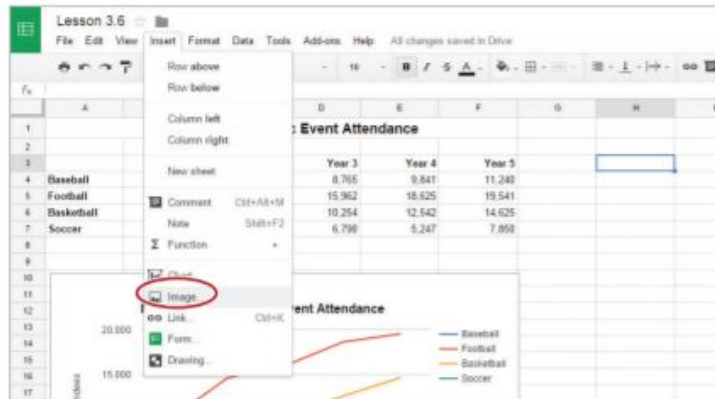 Lesson 3.6
File Edit View Insert Format Data Tools Add-ons Help All changes saved in Drive
Row above
Row below
Column left
Column right
New sheet
Comment Ctrl+Alt+M
Note Shift+F2
Σ Function
Chart...
Image...
Link... Ctrl+K
Form...
Drawing...
10 B I S A
fx
A D E F G H
1 c Event Attendance
2
3 Year 3 Year 4 Year 5
4 Baseball 8,765 9,841 11,240
5 Football 15,962 18,625 19,541
6 Basketball 10,254 12,542 14,625
7 Soccer 6,790 5,247 7,850
8
9
10
11
12
13
14
15
16
17
ent Attendance
20,000
15,000
Baseball
Football
Basketball
Soccer